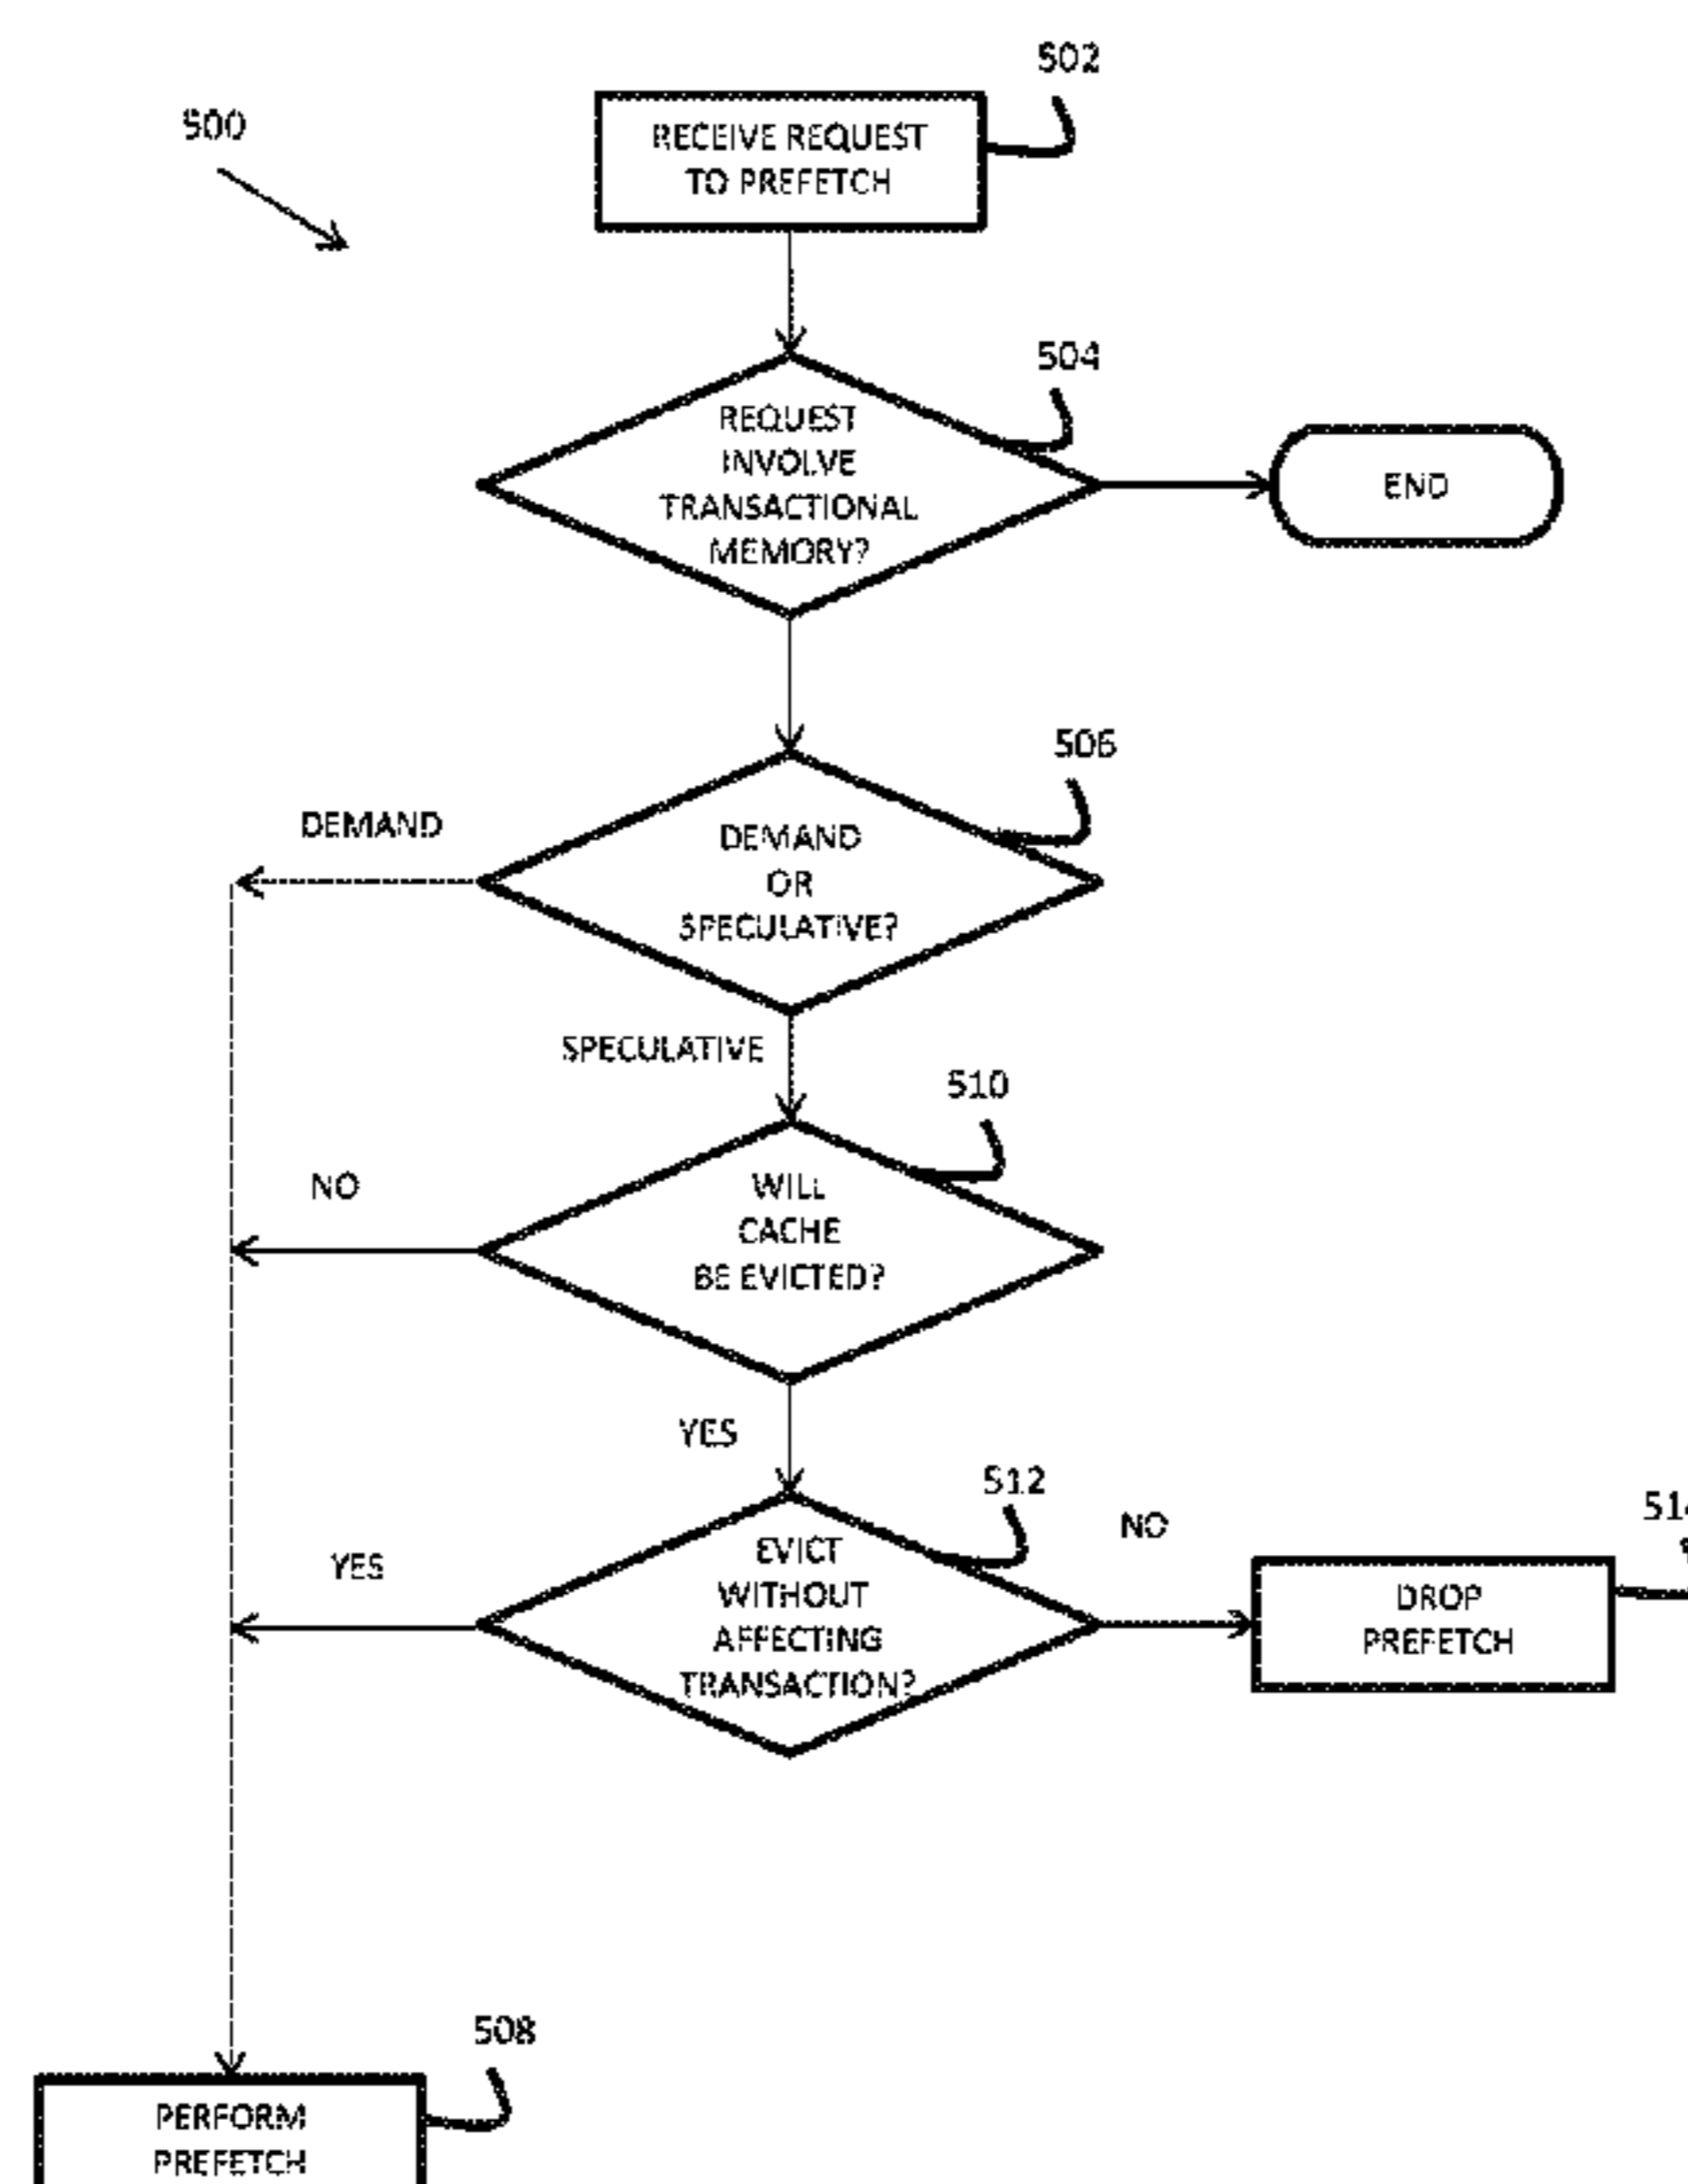 500
502
RECEIVE REQUEST
TO PREFETCH
504
REQUEST
INVOLVE
TRANSACTIONAL
MEMORY?
END
506
DEMAND
DEMAND
OR
SPECULATIVE?
SPECULATIVE
510
NO
WILL
CACHE
BE EVICTED?
YES
512
NO
YES
EVICT
WITHOUT
AFFECTING
TRANSACTION?
DROP
PREFETCH
508
PERFORM
PREFETCH